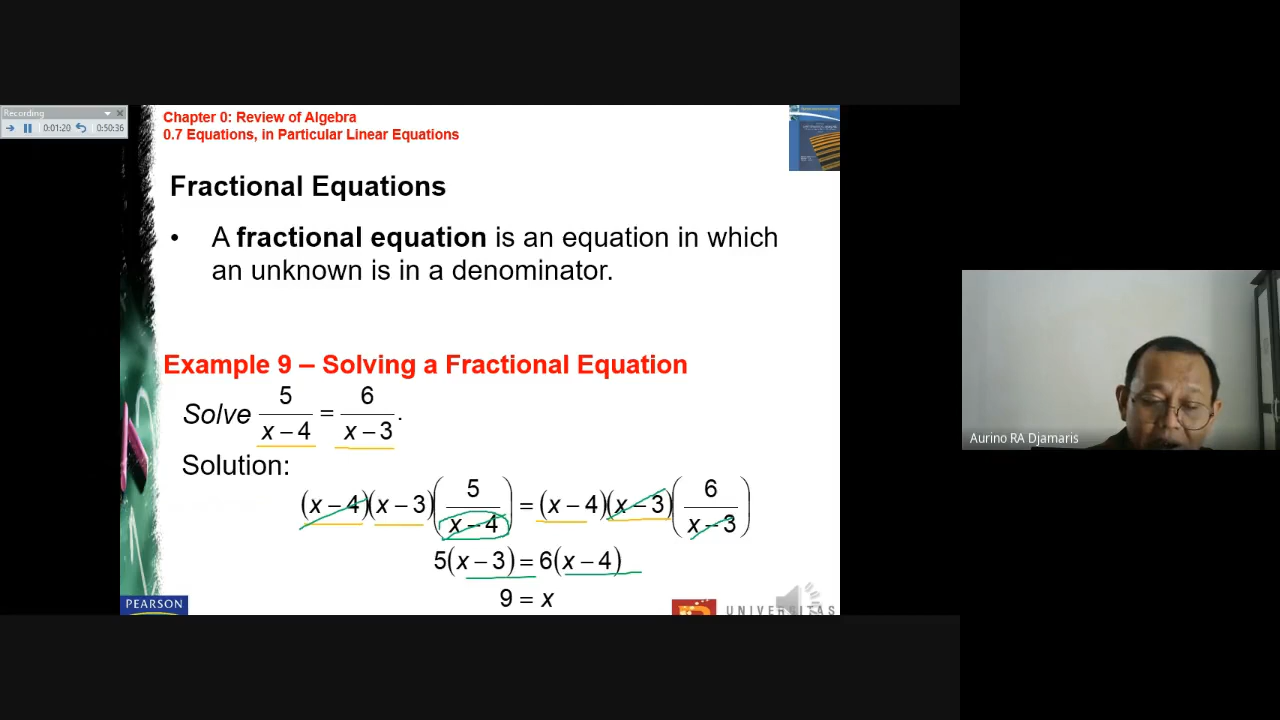 Recording
0:01:20 0:50:36
Chapter 0: Review of Algebra
0.7 Equations, in Particular Linear Equations
Fractional Equations
• A fractional equation is an equation in which
an unknown is in a denominator.
Example 9 – Solving a Fractional Equation
Solve 5/(x – 4) = 6/(x – 3).
Solution:
(x – 4)(x – 3)(5/(x – 4)) = (x – 4)(x – 3)(6/(x – 3))
5(x – 3) = 6(x – 4)
9 = x
PEARSON
UNIVERSITAS
Aurino RA Djamaris